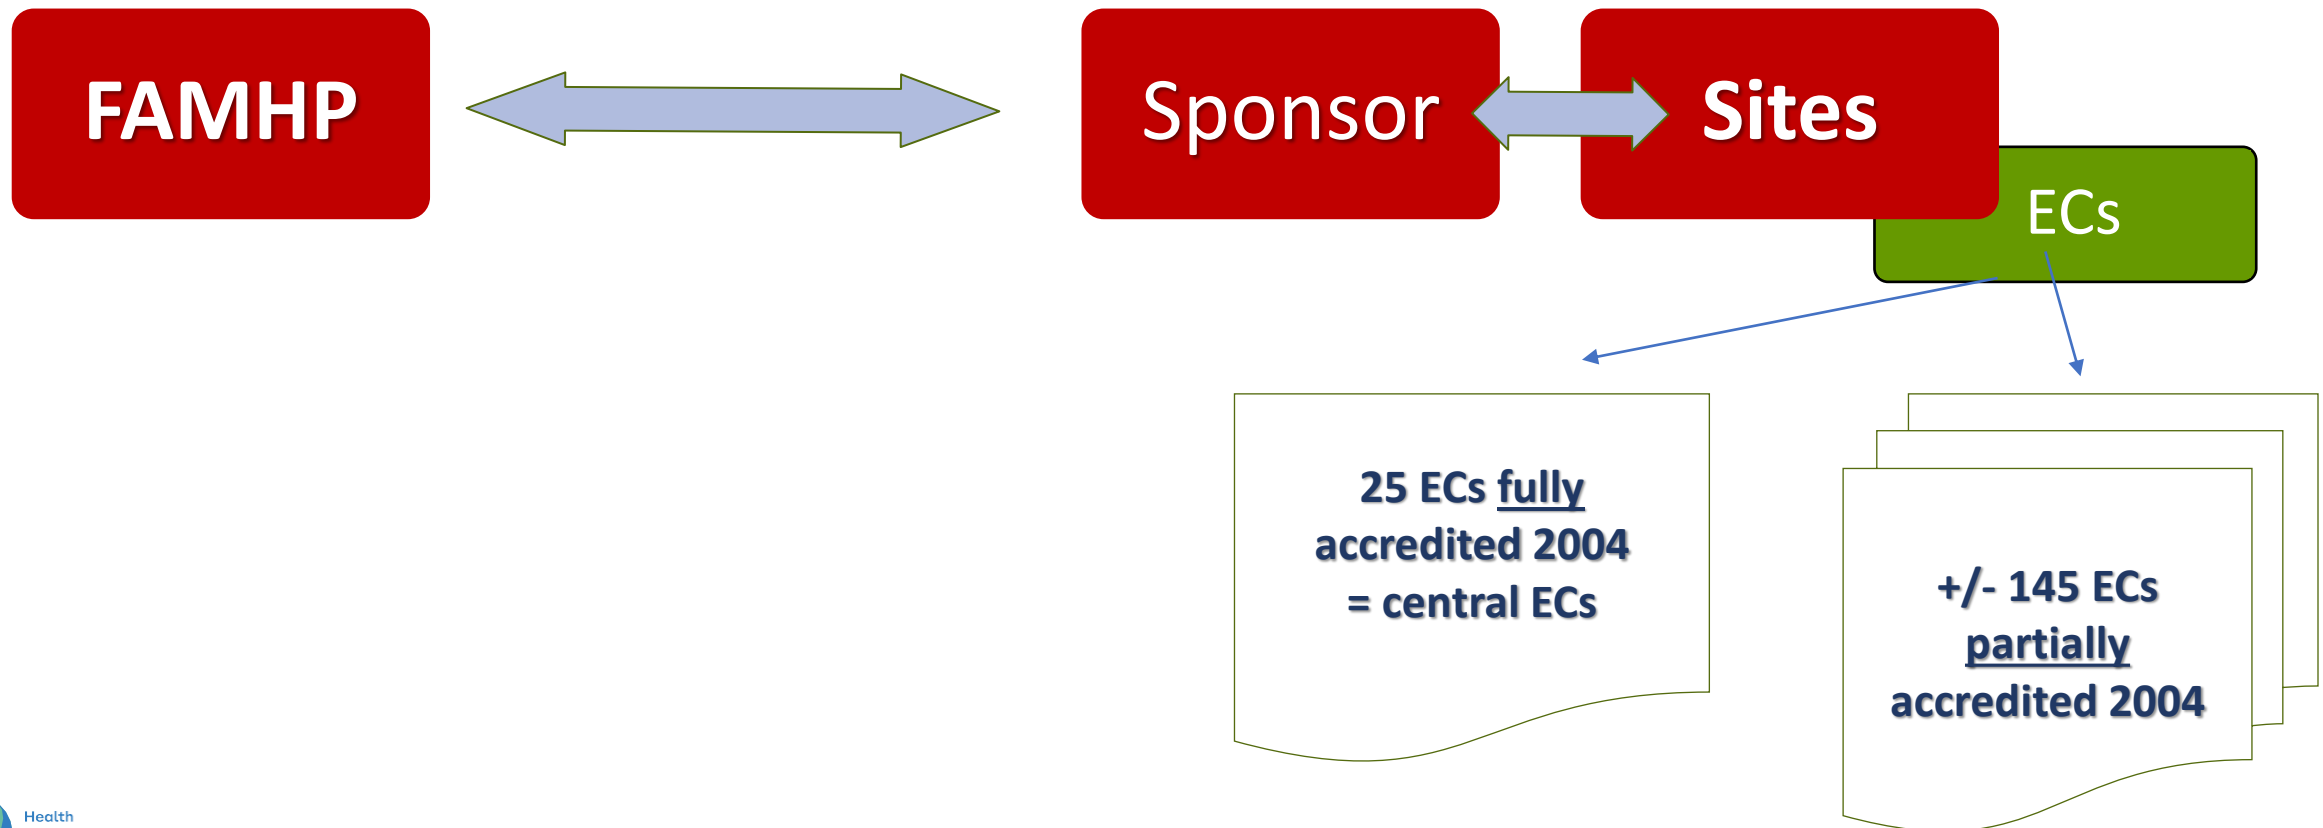 FAMHP
Sponsor
Sites
ECs
25 ECs fully
accredited 2004
= central ECs
+/- 145 ECs
partially
accredited 2004
Health